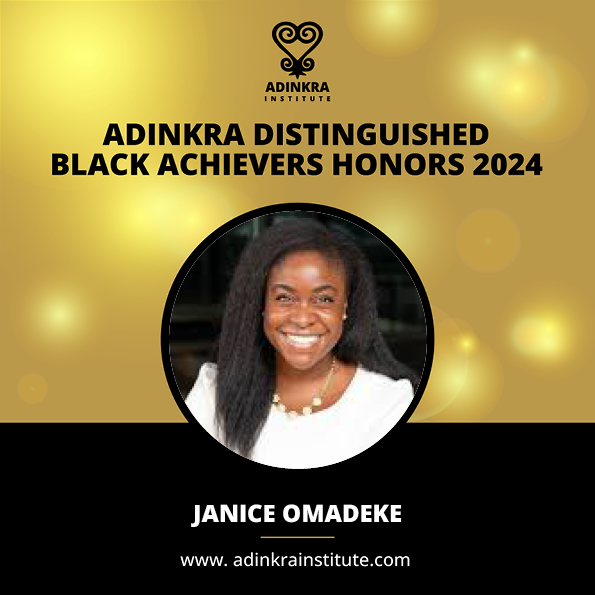 ADINKRA
INSTITUTE
ADINKRA DISTINGUISHED
BLACK ACHIEVERS HONORS 2024
JANICE OMADEKE
www. adinkrainstitute.com